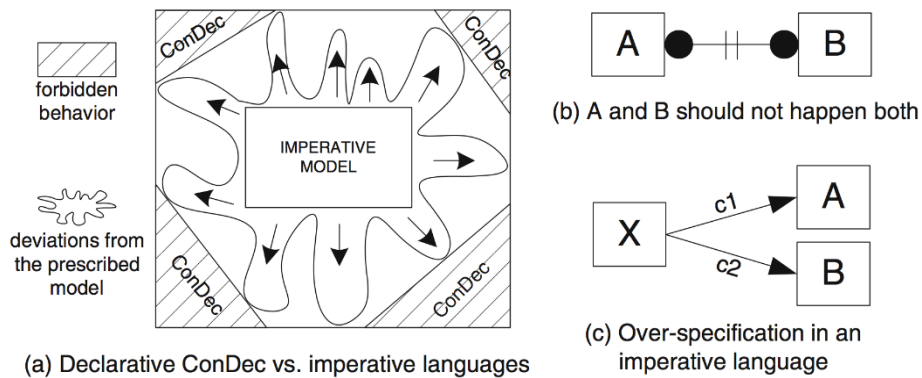 ConDec
ConDec
forbidden
behavior
IMPERATIVE
MODEL
deviations from
the prescribed
model
ConDec
ConDec
(a) Declarative ConDec vs. imperative languages
A
B
(b) A and B should not happen both
X
c1
A
c2
B
(c) Over-specification in an
imperative language